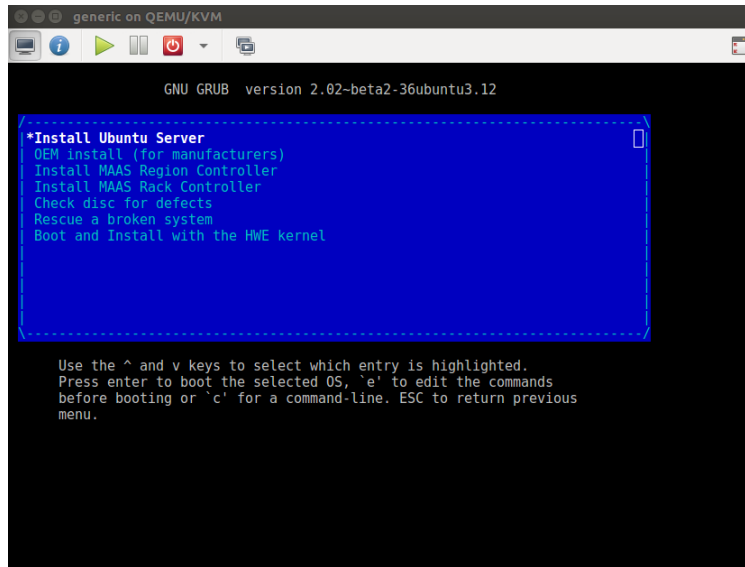 generic on QEMU/KVM
GNU GRUB  version 2.02~beta2-36ubuntu3.12
*Install Ubuntu Server
OEM install (for manufacturers)
Install MAAS Region Controller
Install MAAS Rack Controller
Check disc for defects
Rescue a broken system
Boot and Install with the HWE kernel
Use the ^ and v keys to select which entry is highlighted.
Press enter to boot the selected OS, `e' to edit the commands
before booting or `c' for a command-line. ESC to return previous
menu.